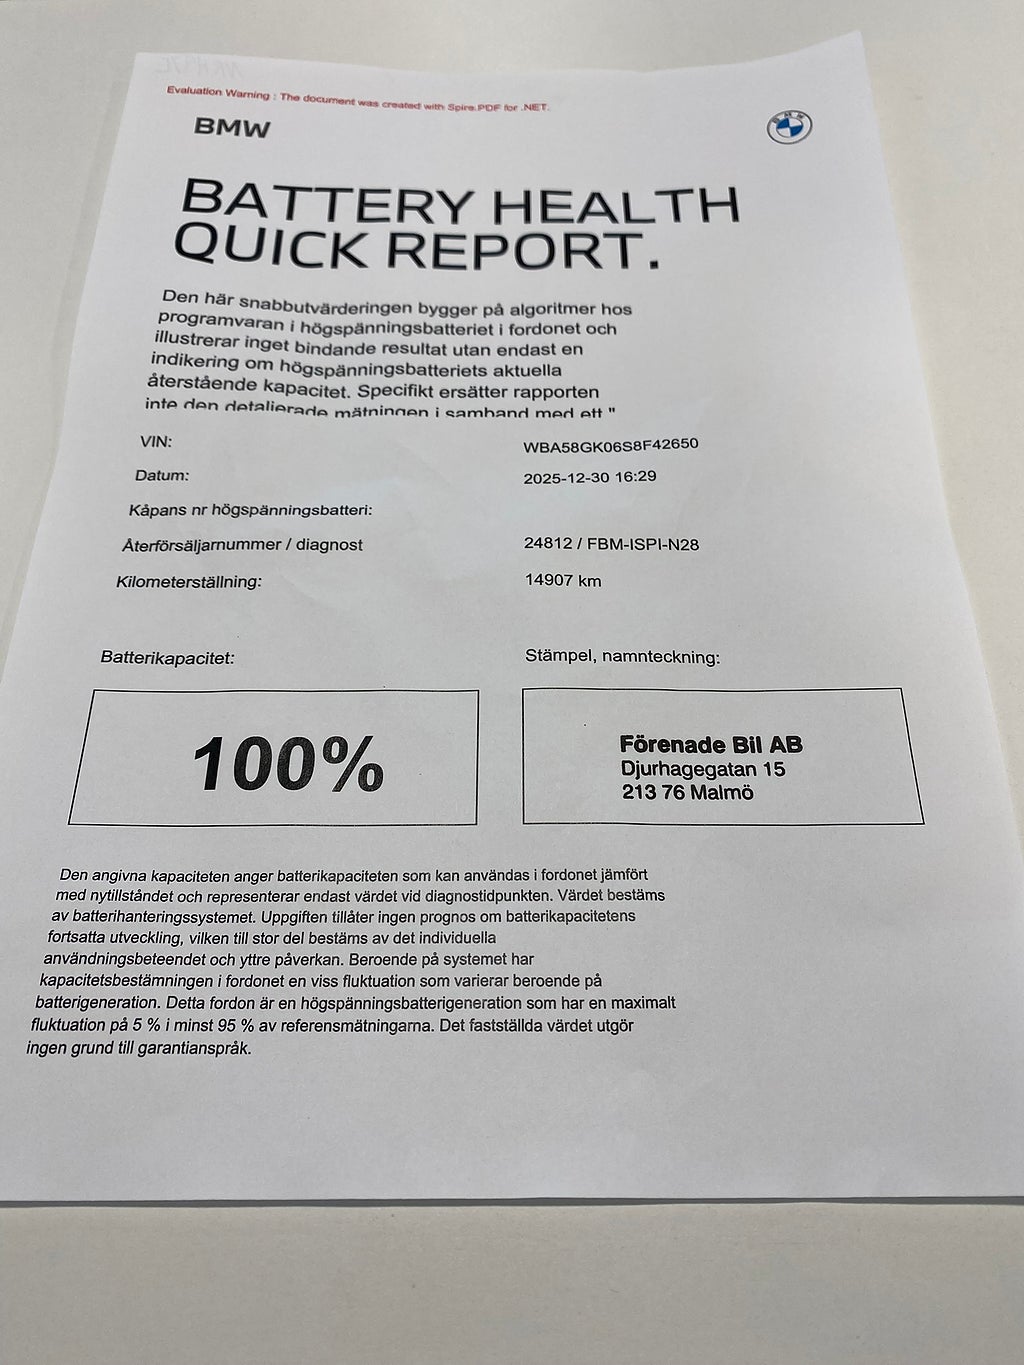 Evaluation Warning : The document was created with Spire.PDF for .NET.
BMW
BMW
BATTERY HEALTH
QUICK REPORT.
Den här snabbutvärderingen bygger på algoritmer hos
programvaran i högspänningsbatteriet i fordonet och
illustrerar inget bindande resultat utan endast en
indikering om högspänningsbatteriets aktuella
återstående kapacitet. Specifikt ersätter rapporten
inte den detaljerade mätningen i samband med ett "
VIN: WBA58GK06S8F42650
Datum: 2025-12-30 16:29
Kåpans nr högspänningsbatteri:
Återförsäljarnummer / diagnost 24812 / FBM-ISPI-N28
Kilometerställning: 14907 km
Batterikapacitet: Stämpel, namnteckning:
100%
Förenade Bil AB
Djurhagegatan 15
213 76 Malmö
Den angivna kapaciteten anger batterikapaciteten som kan användas i fordonet jämfört
med nytillståndet och representerar endast värdet vid diagnostidpunkten. Värdet bestäms
av batterihanteringssystemet. Uppgiften tillåter ingen prognos om batterikapacitetens
fortsatta utveckling, vilken till stor del bestäms av det individuella
användningsbeteendet och yttre påverkan. Beroende på systemet har
kapacitetsbestämningen i fordonet en viss fluktuation som varierar beroende på
batterigeneration. Detta fordon är en högspänningsbatterigeneration som har en maximalt
fluktuation på 5 % i minst 95 % av referensmätningarna. Det fastställda värdet utgör
ingen grund till garantianspråk.